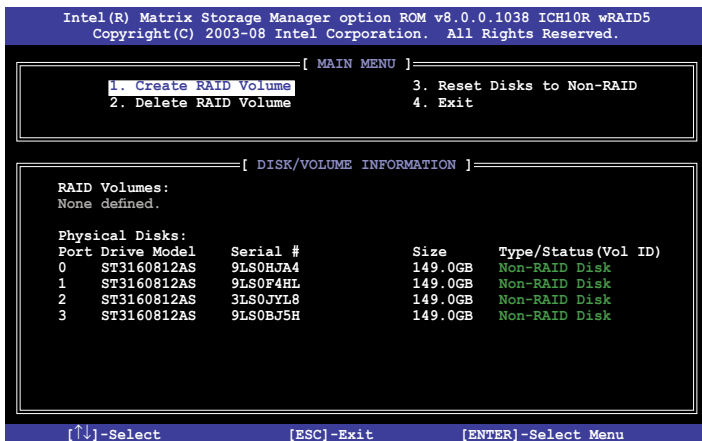 Intel(R) Matrix Storage Manager option ROM v8.0.0.1038 ICH10R wRAID5
Copyright(C) 2003-08 Intel Corporation. All Rights Reserved.
[ MAIN MENU ]
1. Create RAID Volume 3. Reset Disks to Non-RAID
2. Delete RAID Volume 4. Exit
[ DISK/VOLUME INFORMATION ]
RAID Volumes:
None defined.
Physical Disks:
Port Drive Model Serial # Size Type/Status(Vol ID)
0 ST3160812AS 9LS0HJA4 149.0GB Non-RAID Disk
1 ST3160812AS 9LS0F4HL 149.0GB Non-RAID Disk
2 ST3160812AS 3LS0JYL8 149.0GB Non-RAID Disk
3 ST3160812AS 9LS0BJ5H 149.0GB Non-RAID Disk
[↑↓]-Select [ESC]-Exit [ENTER]-Select Menu